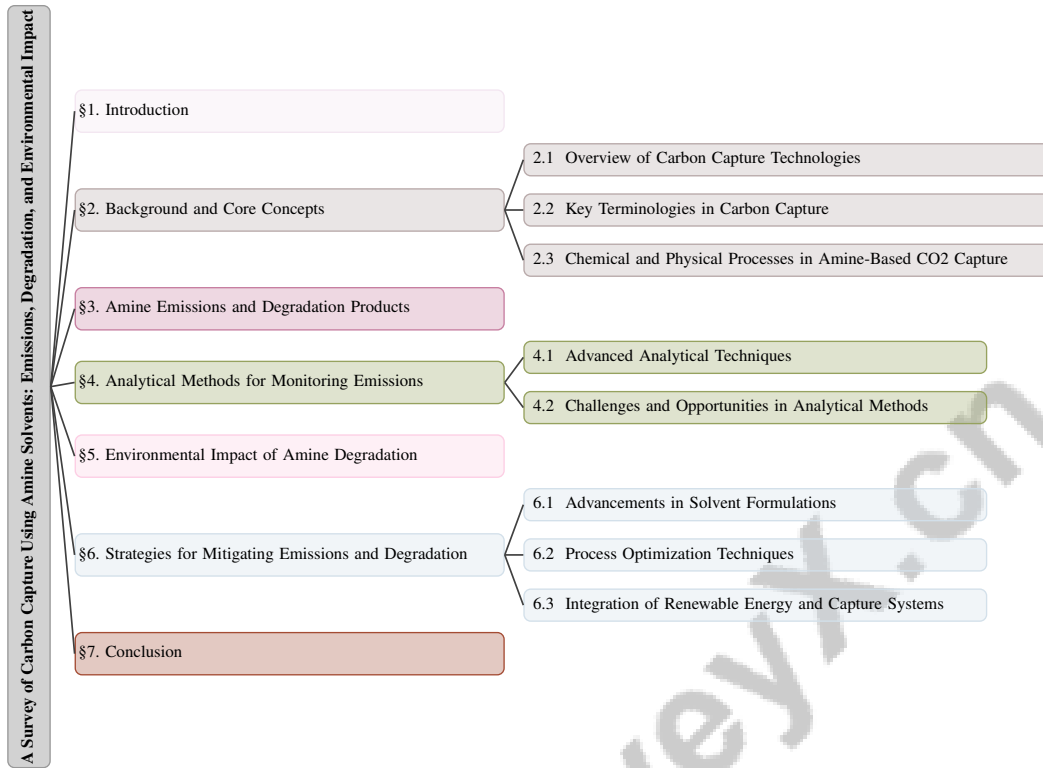 A Survey of Carbon Capture Using Amine Solvents: Emissions, Degradation, and Environmental Impact
§1. Introduction
§2. Background and Core Concepts
2.1 Overview of Carbon Capture Technologies
2.2 Key Terminologies in Carbon Capture
2.3 Chemical and Physical Processes in Amine-Based CO2 Capture
§3. Amine Emissions and Degradation Products
§4. Analytical Methods for Monitoring Emissions
4.1 Advanced Analytical Techniques
4.2 Challenges and Opportunities in Analytical Methods
§5. Environmental Impact of Amine Degradation
§6. Strategies for Mitigating Emissions and Degradation
6.1 Advancements in Solvent Formulations
6.2 Process Optimization Techniques
6.3 Integration of Renewable Energy and Capture Systems
§7. Conclusion
veyX.cn